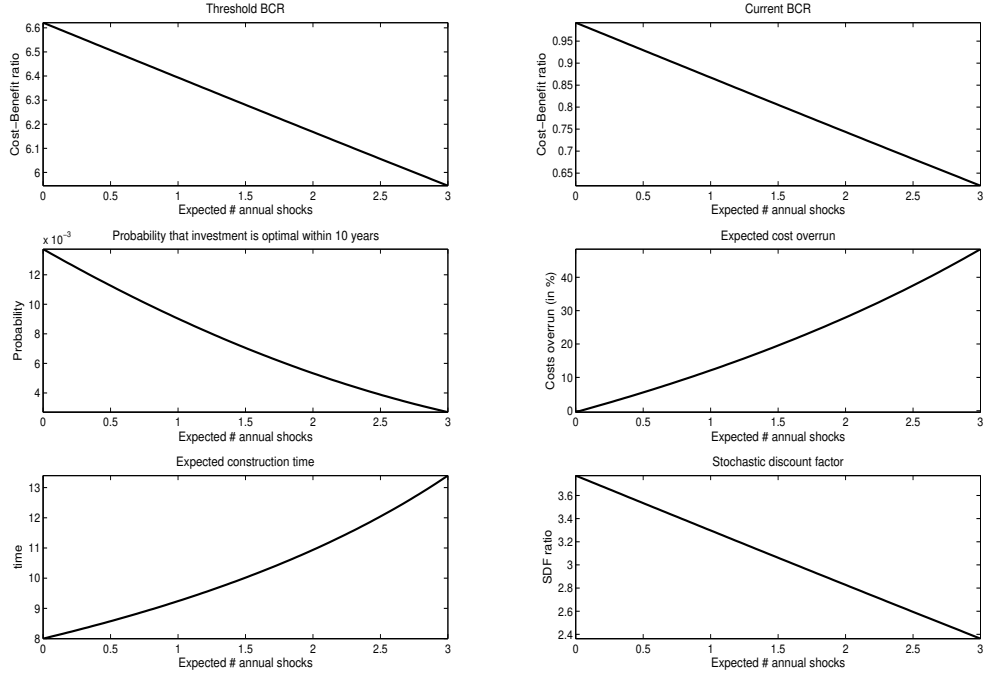 Threshold BCR
6.6
6.5
6.4
6.3
6.2
6.1
6
Cost−Benefit ratio
0 0.5 1 1.5 2 2.5 3
Expected # annual shocks
Current BCR
0.95
0.9
0.85
0.8
0.75
0.7
0.65
Cost−Benefit ratio
0 0.5 1 1.5 2 2.5 3
Expected # annual shocks
x 10⁻³
Probability that investment is optimal within 10 years
12
10
8
6
4
Probability
0 0.5 1 1.5 2 2.5 3
Expected # annual shocks
Expected cost overrun
40
30
20
10
0
Costs overrun (in %)
0 0.5 1 1.5 2 2.5 3
Expected # annual shocks
Expected construction time
13
12
11
10
9
8
time
0 0.5 1 1.5 2 2.5 3
Expected # annual shocks
Stochastic discount factor
3.6
3.4
3.2
3
2.8
2.6
2.4
SDF ratio
0 0.5 1 1.5 2 2.5 3
Expected # annual shocks